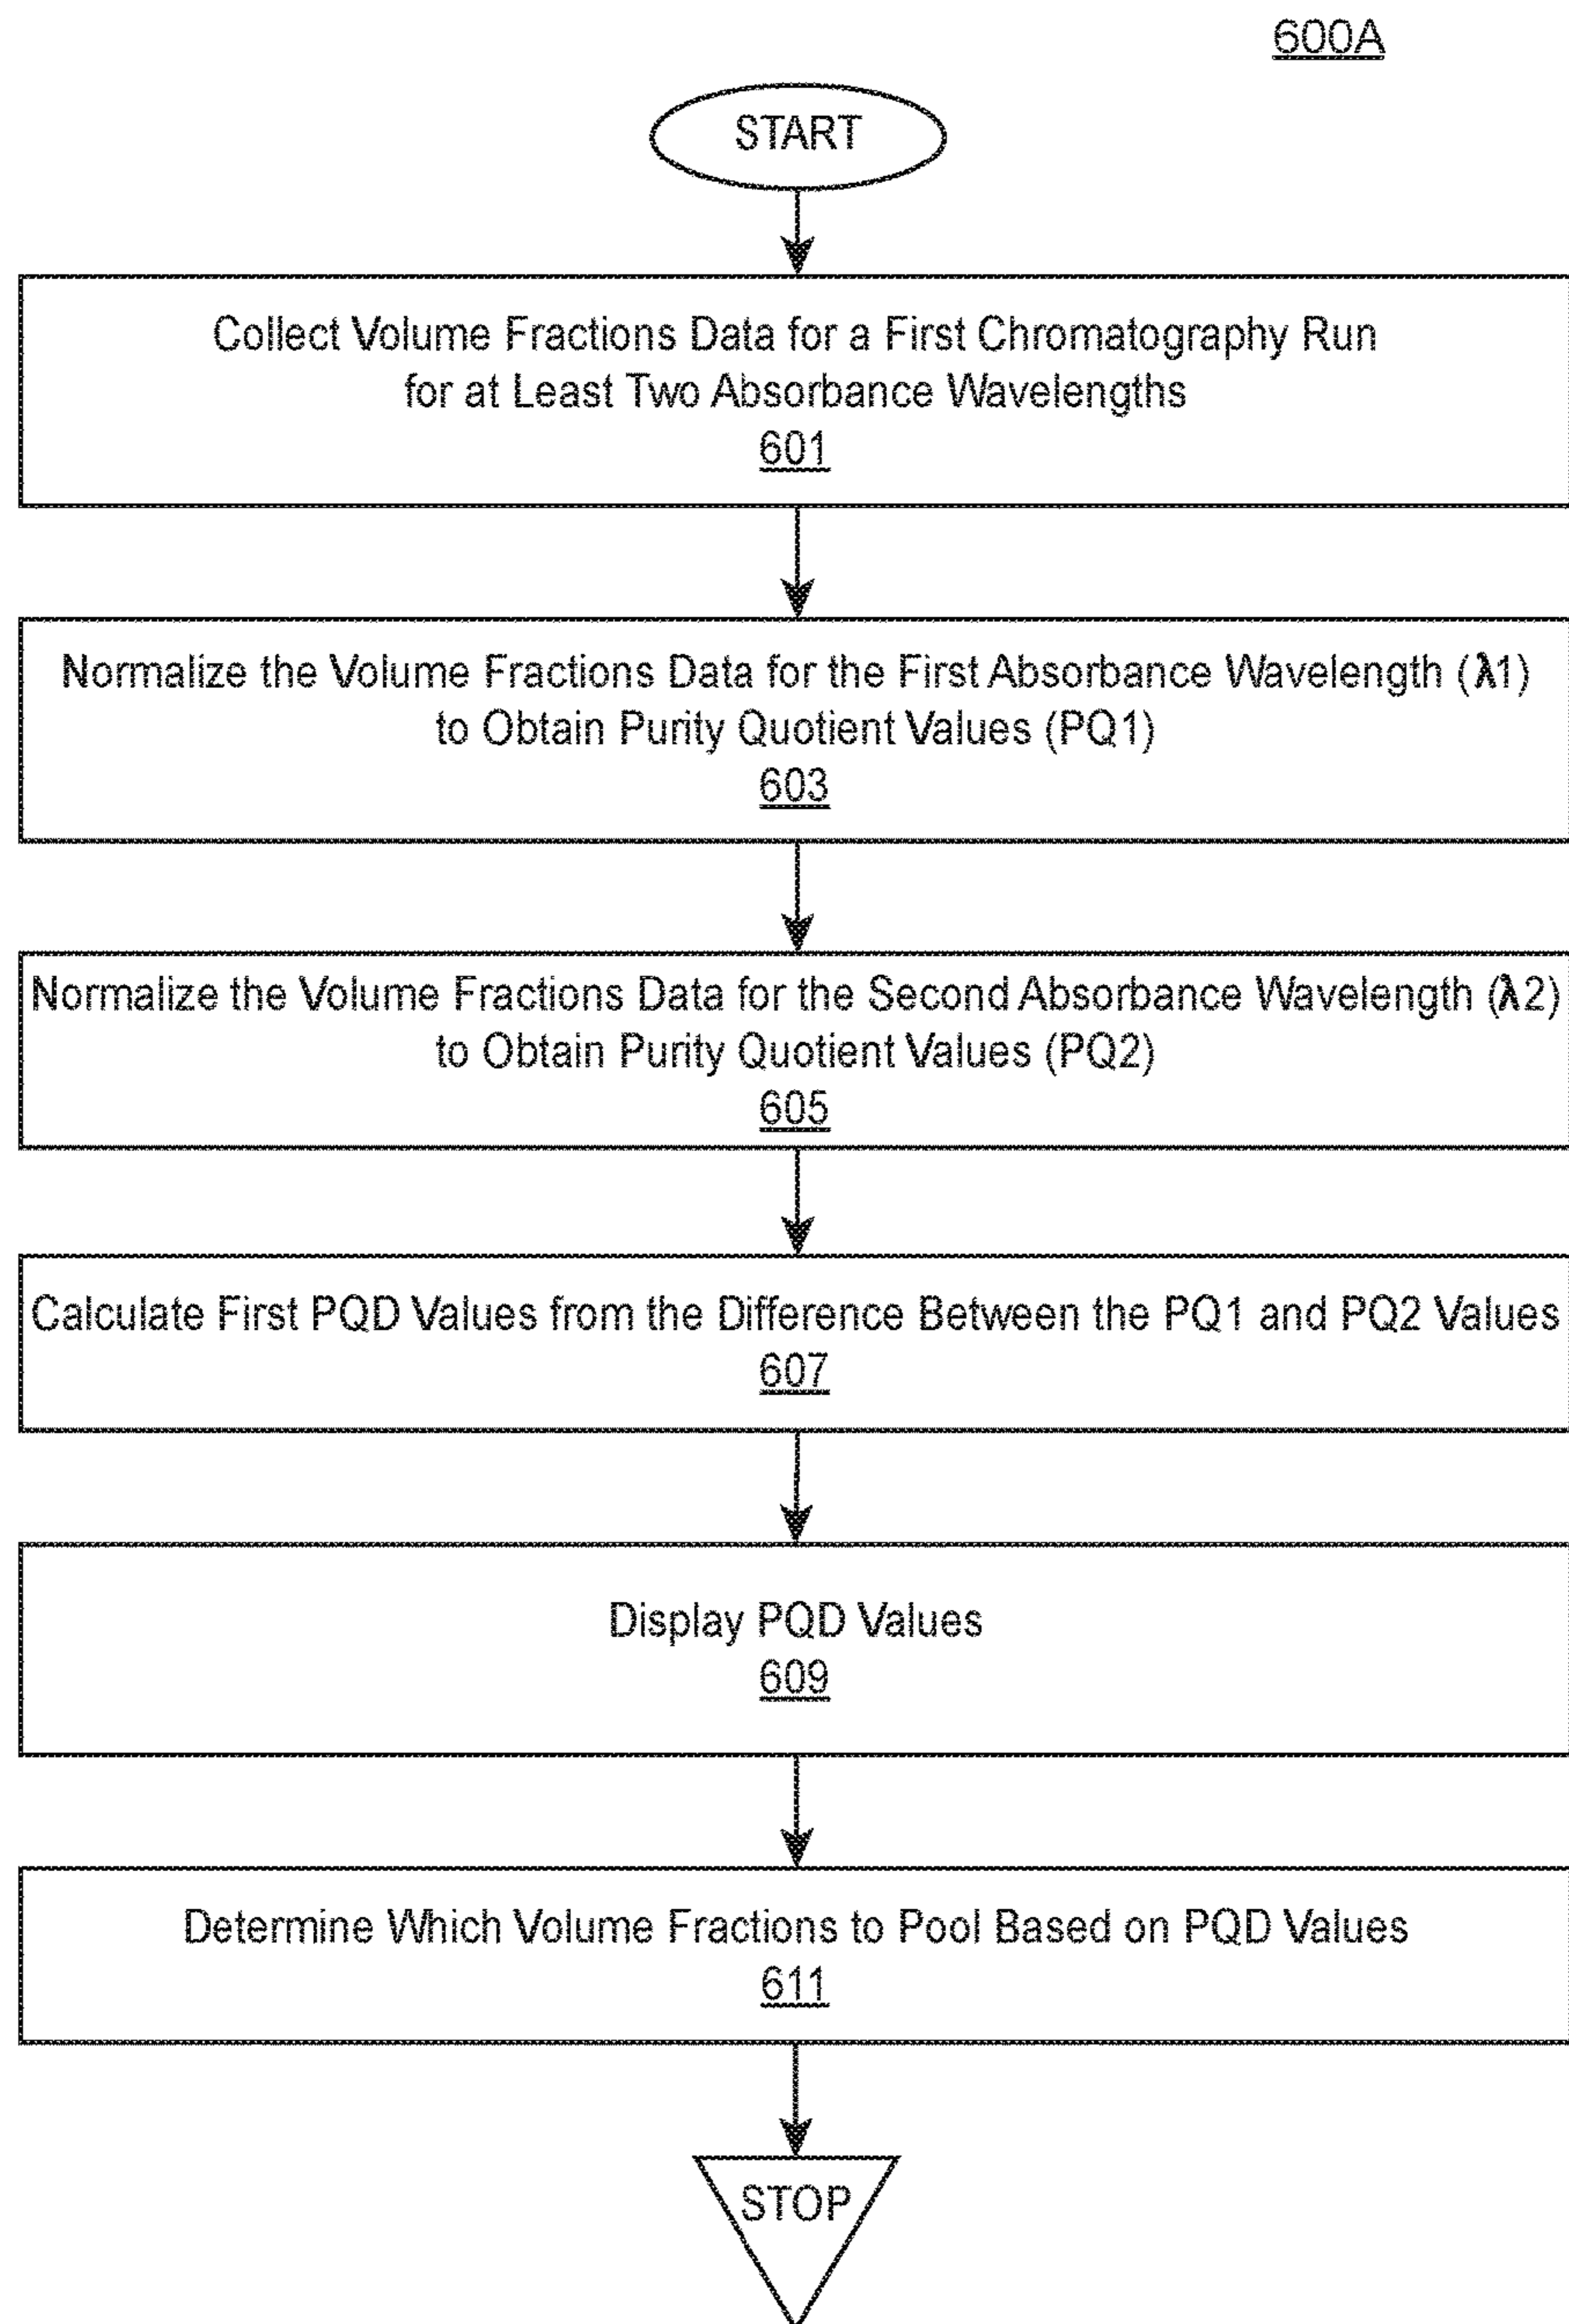 600A
START
Collect Volume Fractions Data for a First Chromatography Run
for at Least Two Absorbance Wavelengths
601
Normalize the Volume Fractions Data for the First Absorbance Wavelength (λ1)
to Obtain Purity Quotient Values (PQ1)
603
Normalize the Volume Fractions Data for the Second Absorbance Wavelength (λ2)
to Obtain Purity Quotient Values (PQ2)
605
Calculate First PQD Values from the Difference Between the PQ1 and PQ2 Values
607
Display PQD Values
609
Determine Which Volume Fractions to Pool Based on PQD Values
611
STOP